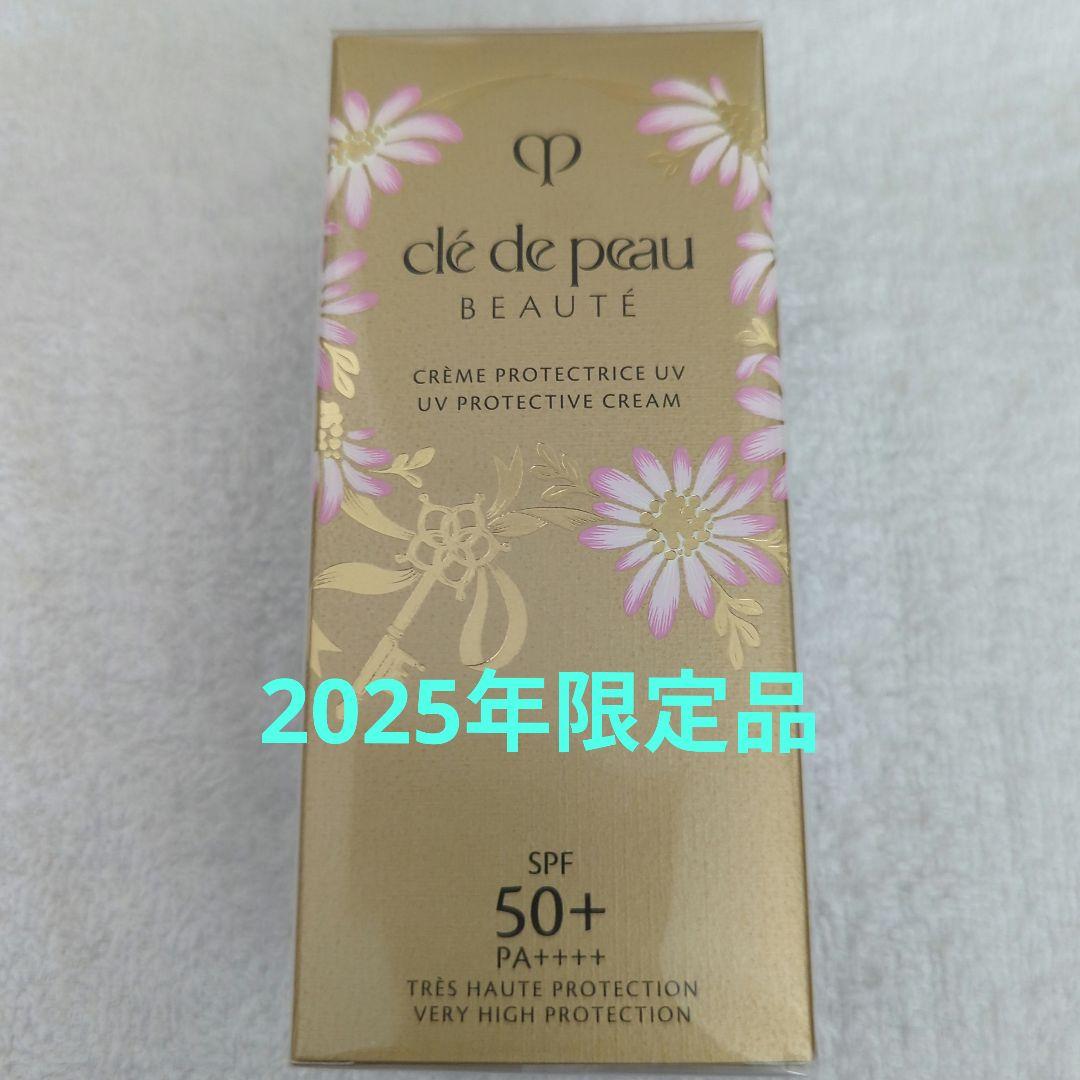 clé de peau
BEAUTÉ
CRÈME PROTECTRICE UV
UV PROTECTIVE CREAM
2025年限定品
SPF
50+
PA++++
TRÈS HAUTE PROTECTION
VERY HIGH PROTECTION